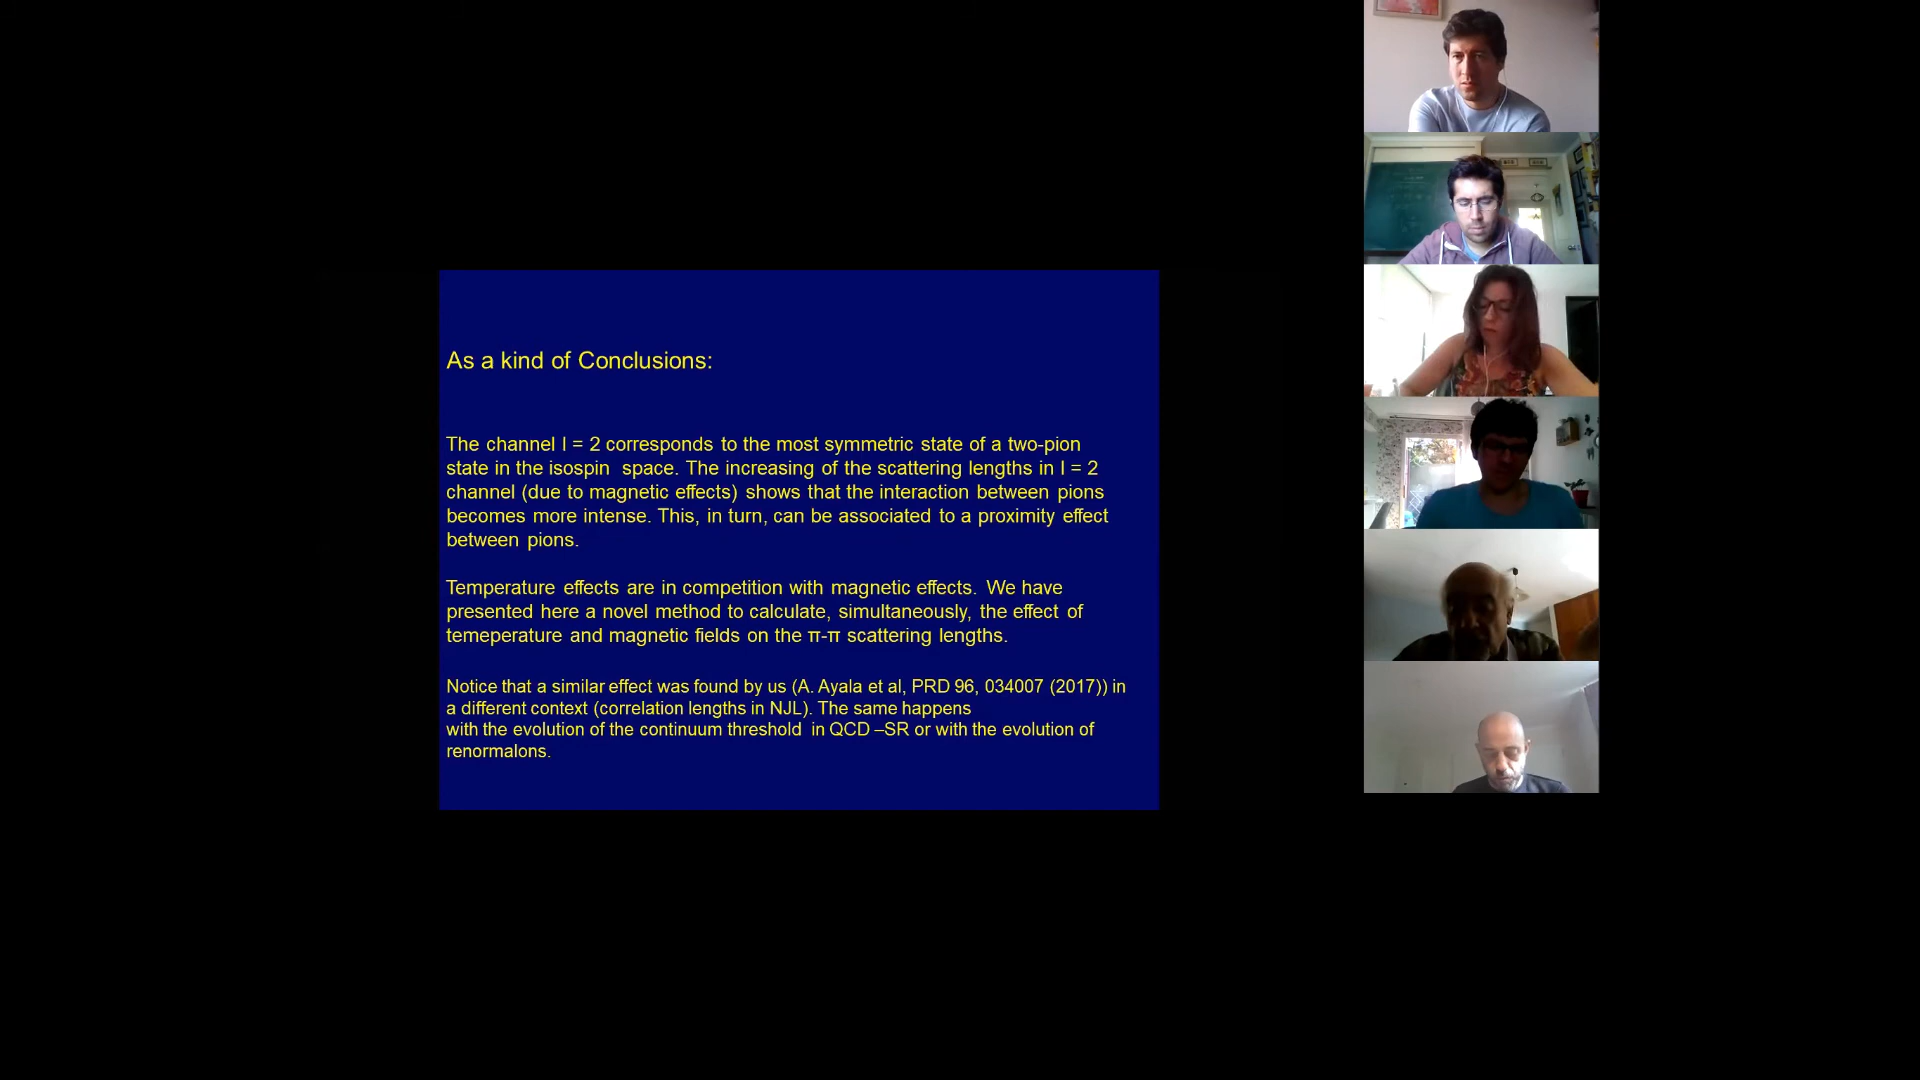 As a kind of Conclusions:
The channel I = 2 corresponds to the most symmetric state of a two-pion
state in the isospin space. The increasing of the scattering lengths in I = 2
channel (due to magnetic effects) shows that the interaction between pions
becomes more intense. This, in turn, can be associated to a proximity effect
between pions.
Temperature effects are in competition with magnetic effects. We have
presented here a novel method to calculate, simultaneously, the effect of
temeperature and magnetic fields on the π-π scattering lengths.
Notice that a similar effect was found by us (A. Ayala et al, PRD 96, 034007 (2017)) in
a different context (correlation lengths in NJL). The same happens
with the evolution of the continuum threshold in QCD –SR or with the evolution of
renormalons.